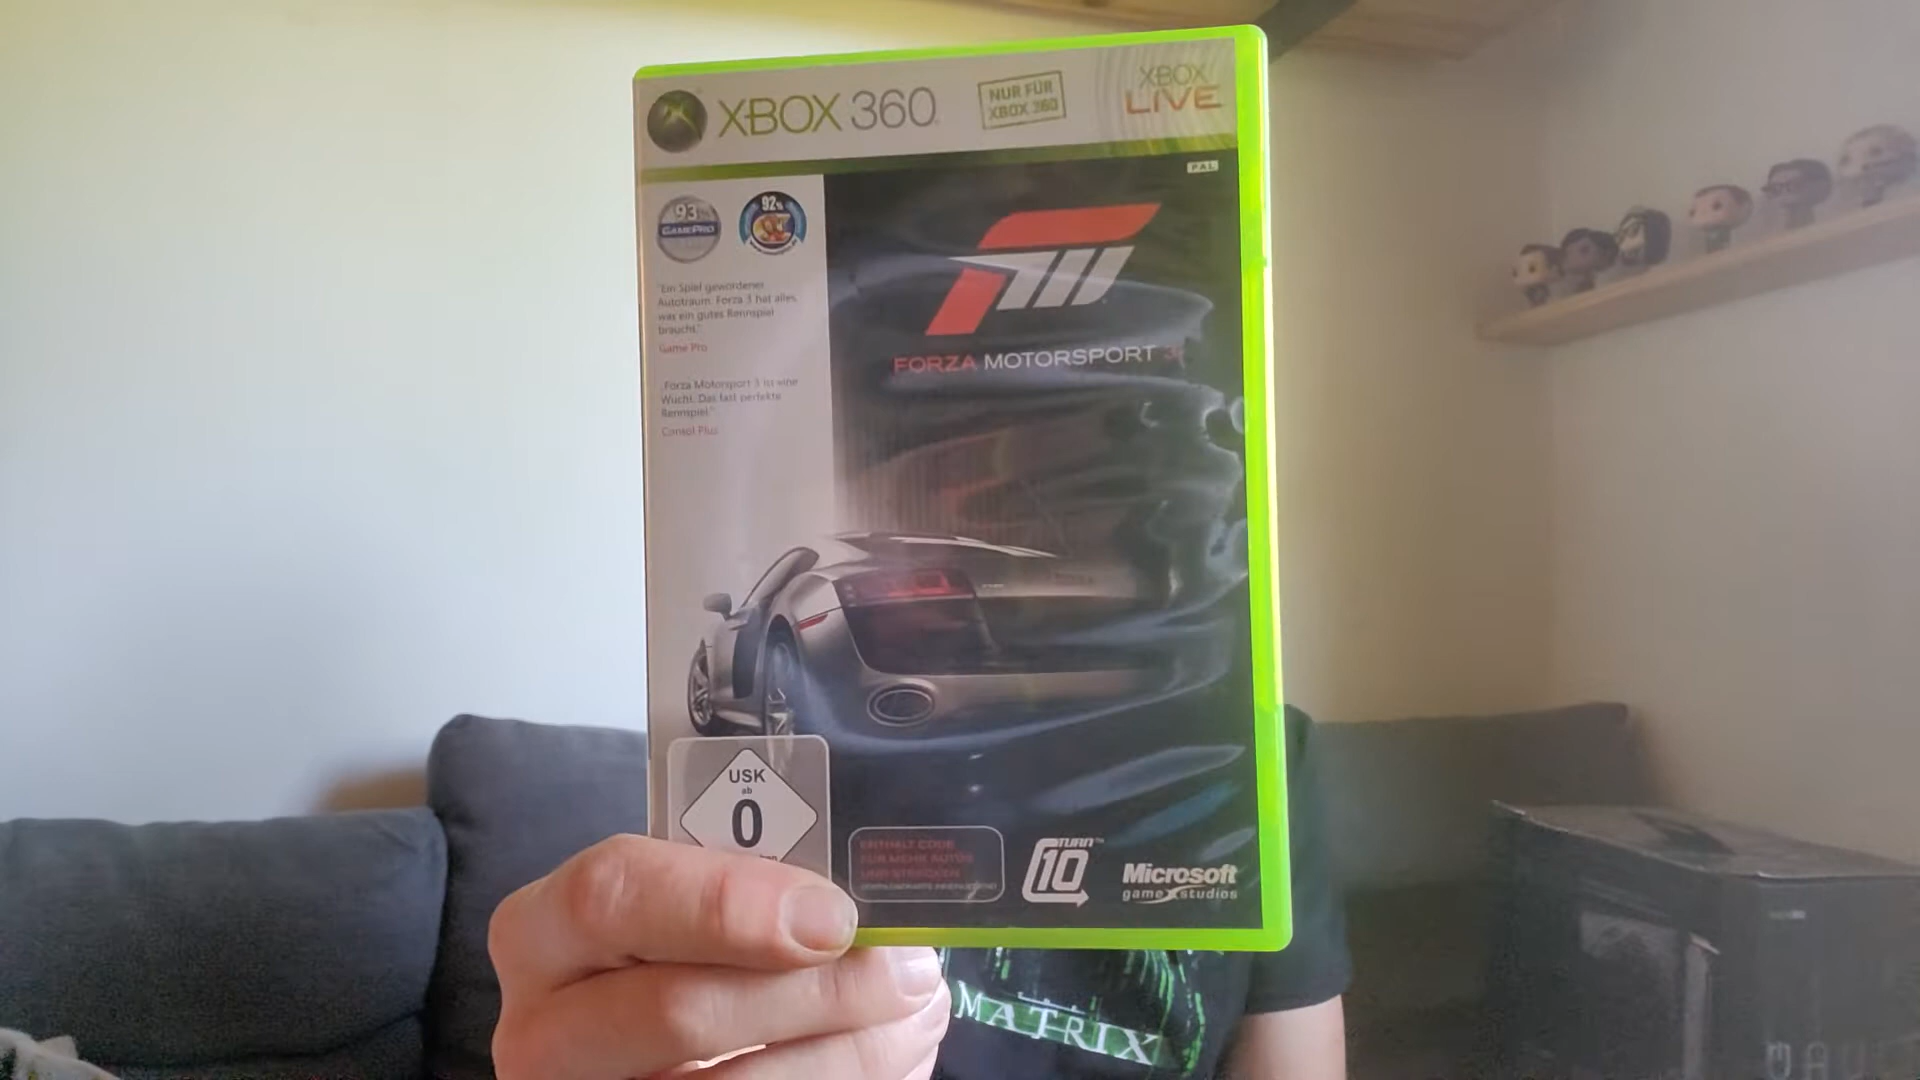 XBOX 360
NUR FÜR
XBOX 360
XBOX
LIVE
PAL
93%
GAMEPRO
92%
"Ein Spiel gewordener
Autotraum. Forza 3 hat alles,
was ein gutes Rennspiel
braucht."
Game Pro
„Forza Motorsport 3 ist eine
Wucht. Das fast perfekte
Rennspiel."
Consol Plus
FORZA MOTORSPORT 3
USK
ab
0
ENTHÄLT CODE
FÜR MEHR AUTOS
UND STRECKEN
TURN
10
Microsoft
game studios
MATRIX